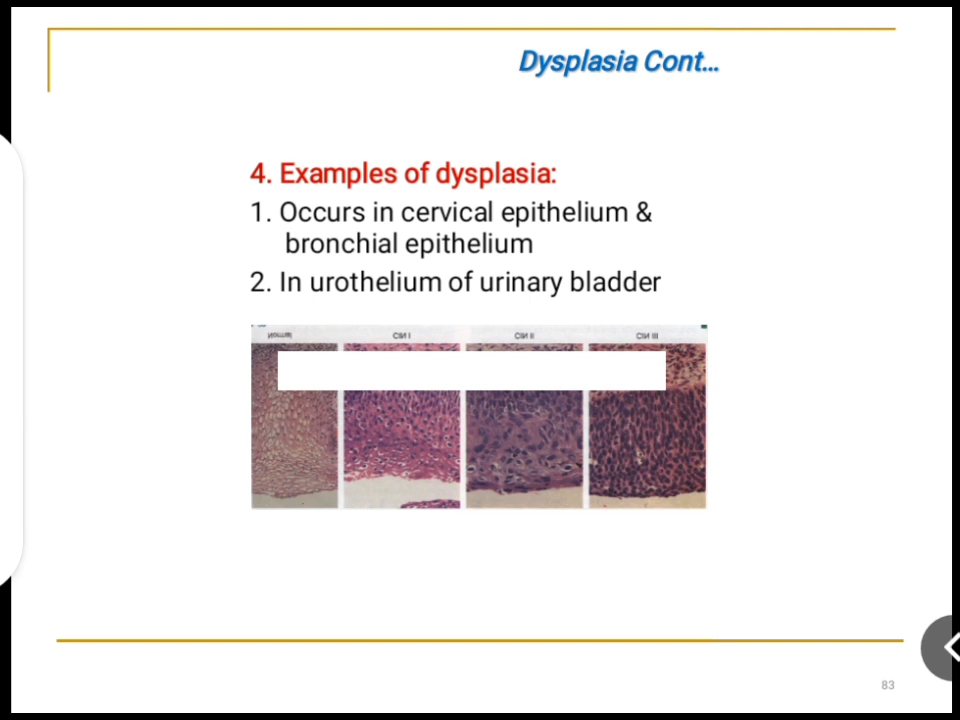 Dysplasia Cont...
4. Examples of dysplasia:
1. Occurs in cervical epithelium &
bronchial epithelium
2. In urothelium of urinary bladder
Normal CIN I CIN II CIN III
83